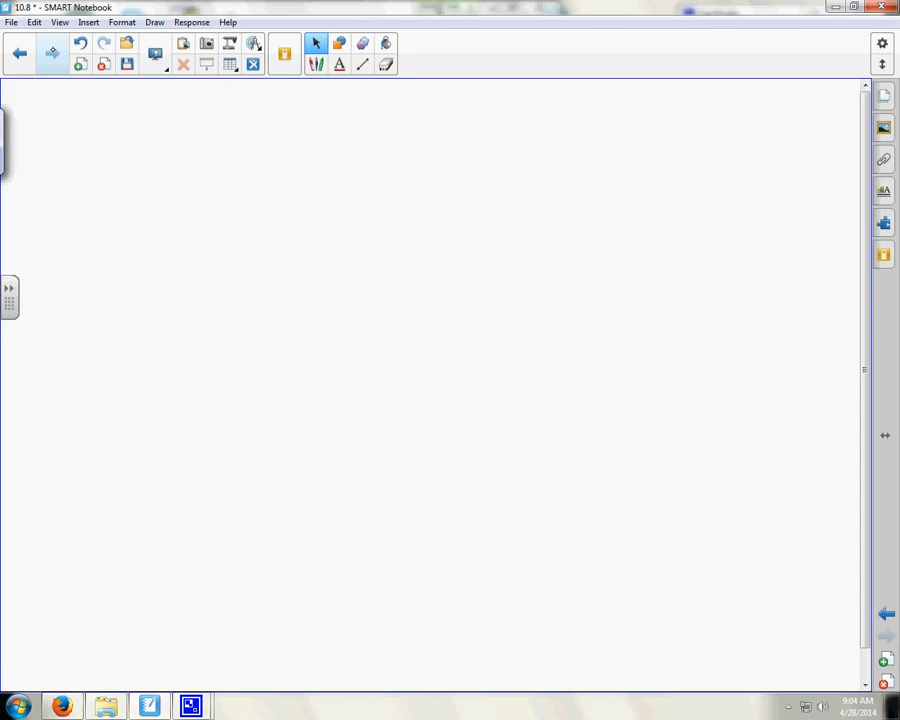 10.8 * - SMART Notebook
File Edit View Insert Format Draw Response Help
9:04 AM
4/28/2014